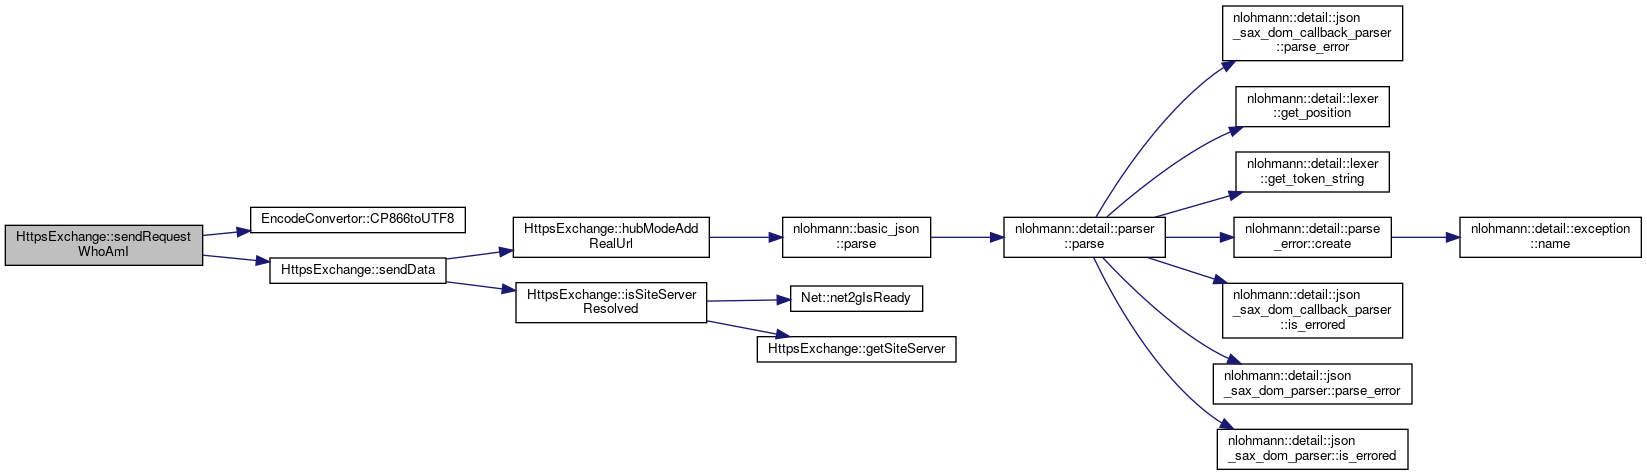 HttpsExchange::sendRequest
WhoAmI
EncodeConvertor::CP866toUTF8
HttpsExchange::sendData
HttpsExchange::hubModeAdd
RealUrl
HttpsExchange::isSiteServer
Resolved
nlohmann::basic_json
::parse
Net::net2gIsReady
HttpsExchange::getSiteServer
nlohmann::detail::parser
::parse
nlohmann::detail::json
_sax_dom_callback_parser
::parse_error
nlohmann::detail::lexer
::get_position
nlohmann::detail::lexer
::get_token_string
nlohmann::detail::parse
_error::create
nlohmann::detail::json
_sax_dom_callback_parser
::is_errored
nlohmann::detail::json
_sax_dom_parser::parse_error
nlohmann::detail::json
_sax_dom_parser::is_errored
nlohmann::detail::exception
::name